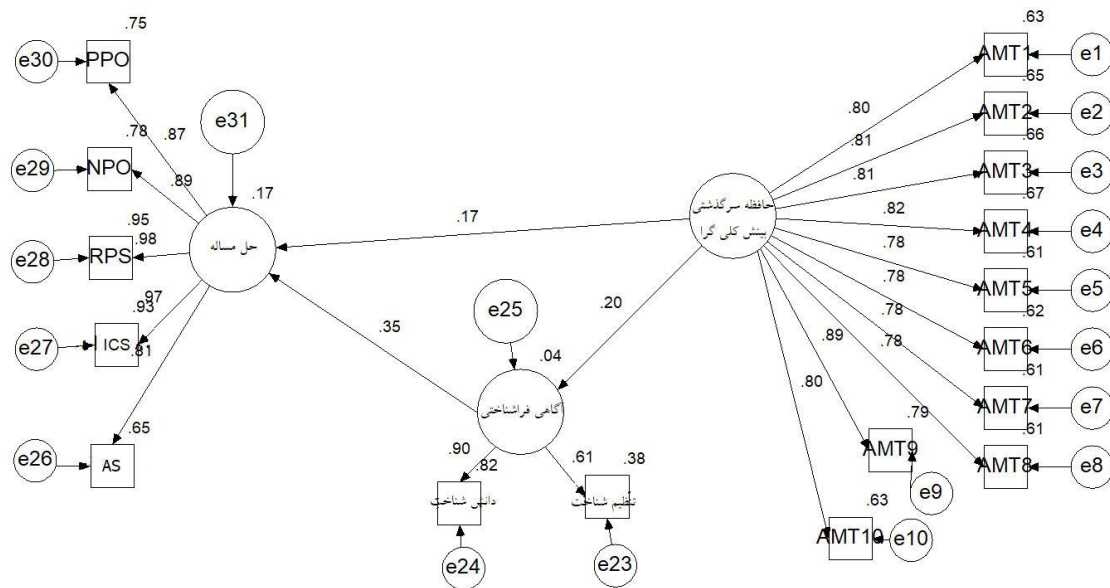 .75
.63
e30
PPO
AMT1
e1
.65
e31
.80
AMT2
e2
.78
.87
.81
.66
e29
NPO
.81
AMT3
e3
.89
.17
حافظه سرگذشتی
.67
.95
.17
.82
AMT4
e4
.98
حل مساله
بینش کلی گرا
.61
e28
RPS
.78
AMT5
e5
.97
.78
.62
.93
.20
e25
.78
AMT6
e6
e27
ICS
.35
.89
.61
.81
.04
.80
AMT7
e7
آگاهی فراشناختی
.79
.61
.65
.90
.61
.38
AMT9
AMT8
e8
e26
AS
.82
دانش شناخت
تنظیم شناخت
.63
e9
AMT10
e10
e24
e23